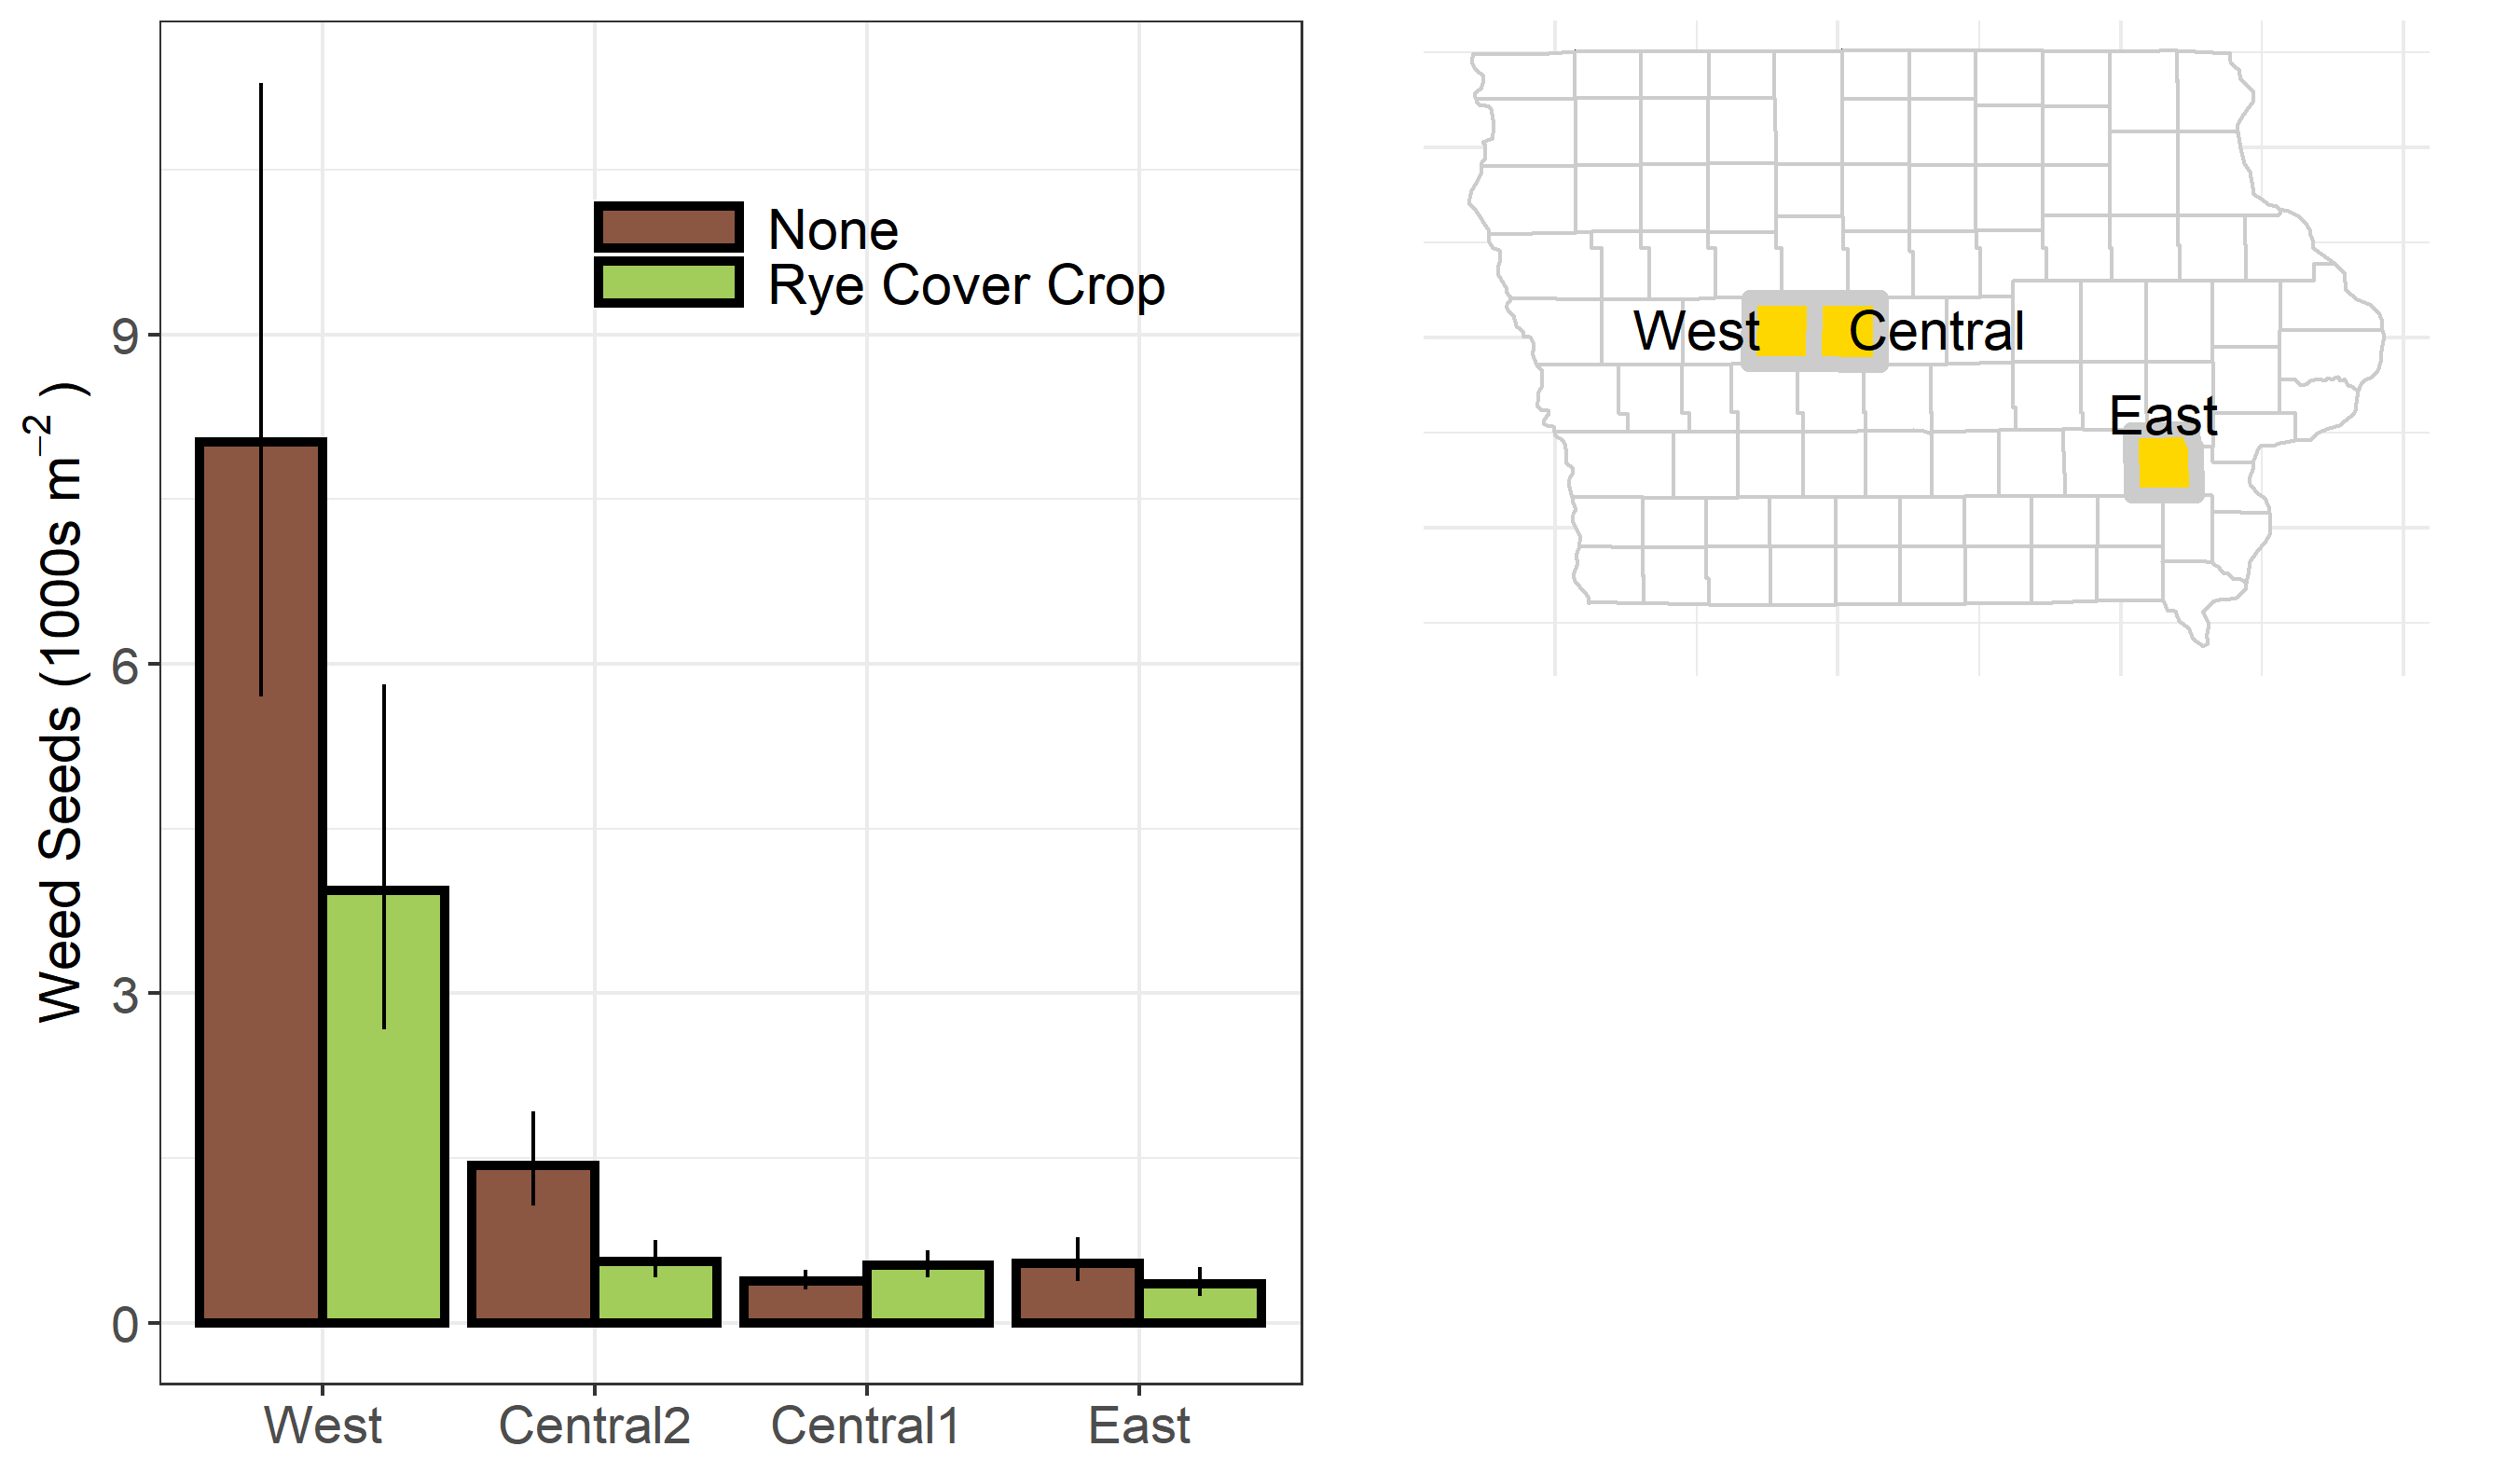 Weed Seeds (1000s m⁻²)
9
6
3
0
None
Rye Cover Crop
West
Central2
Central1
East
West
Central
East